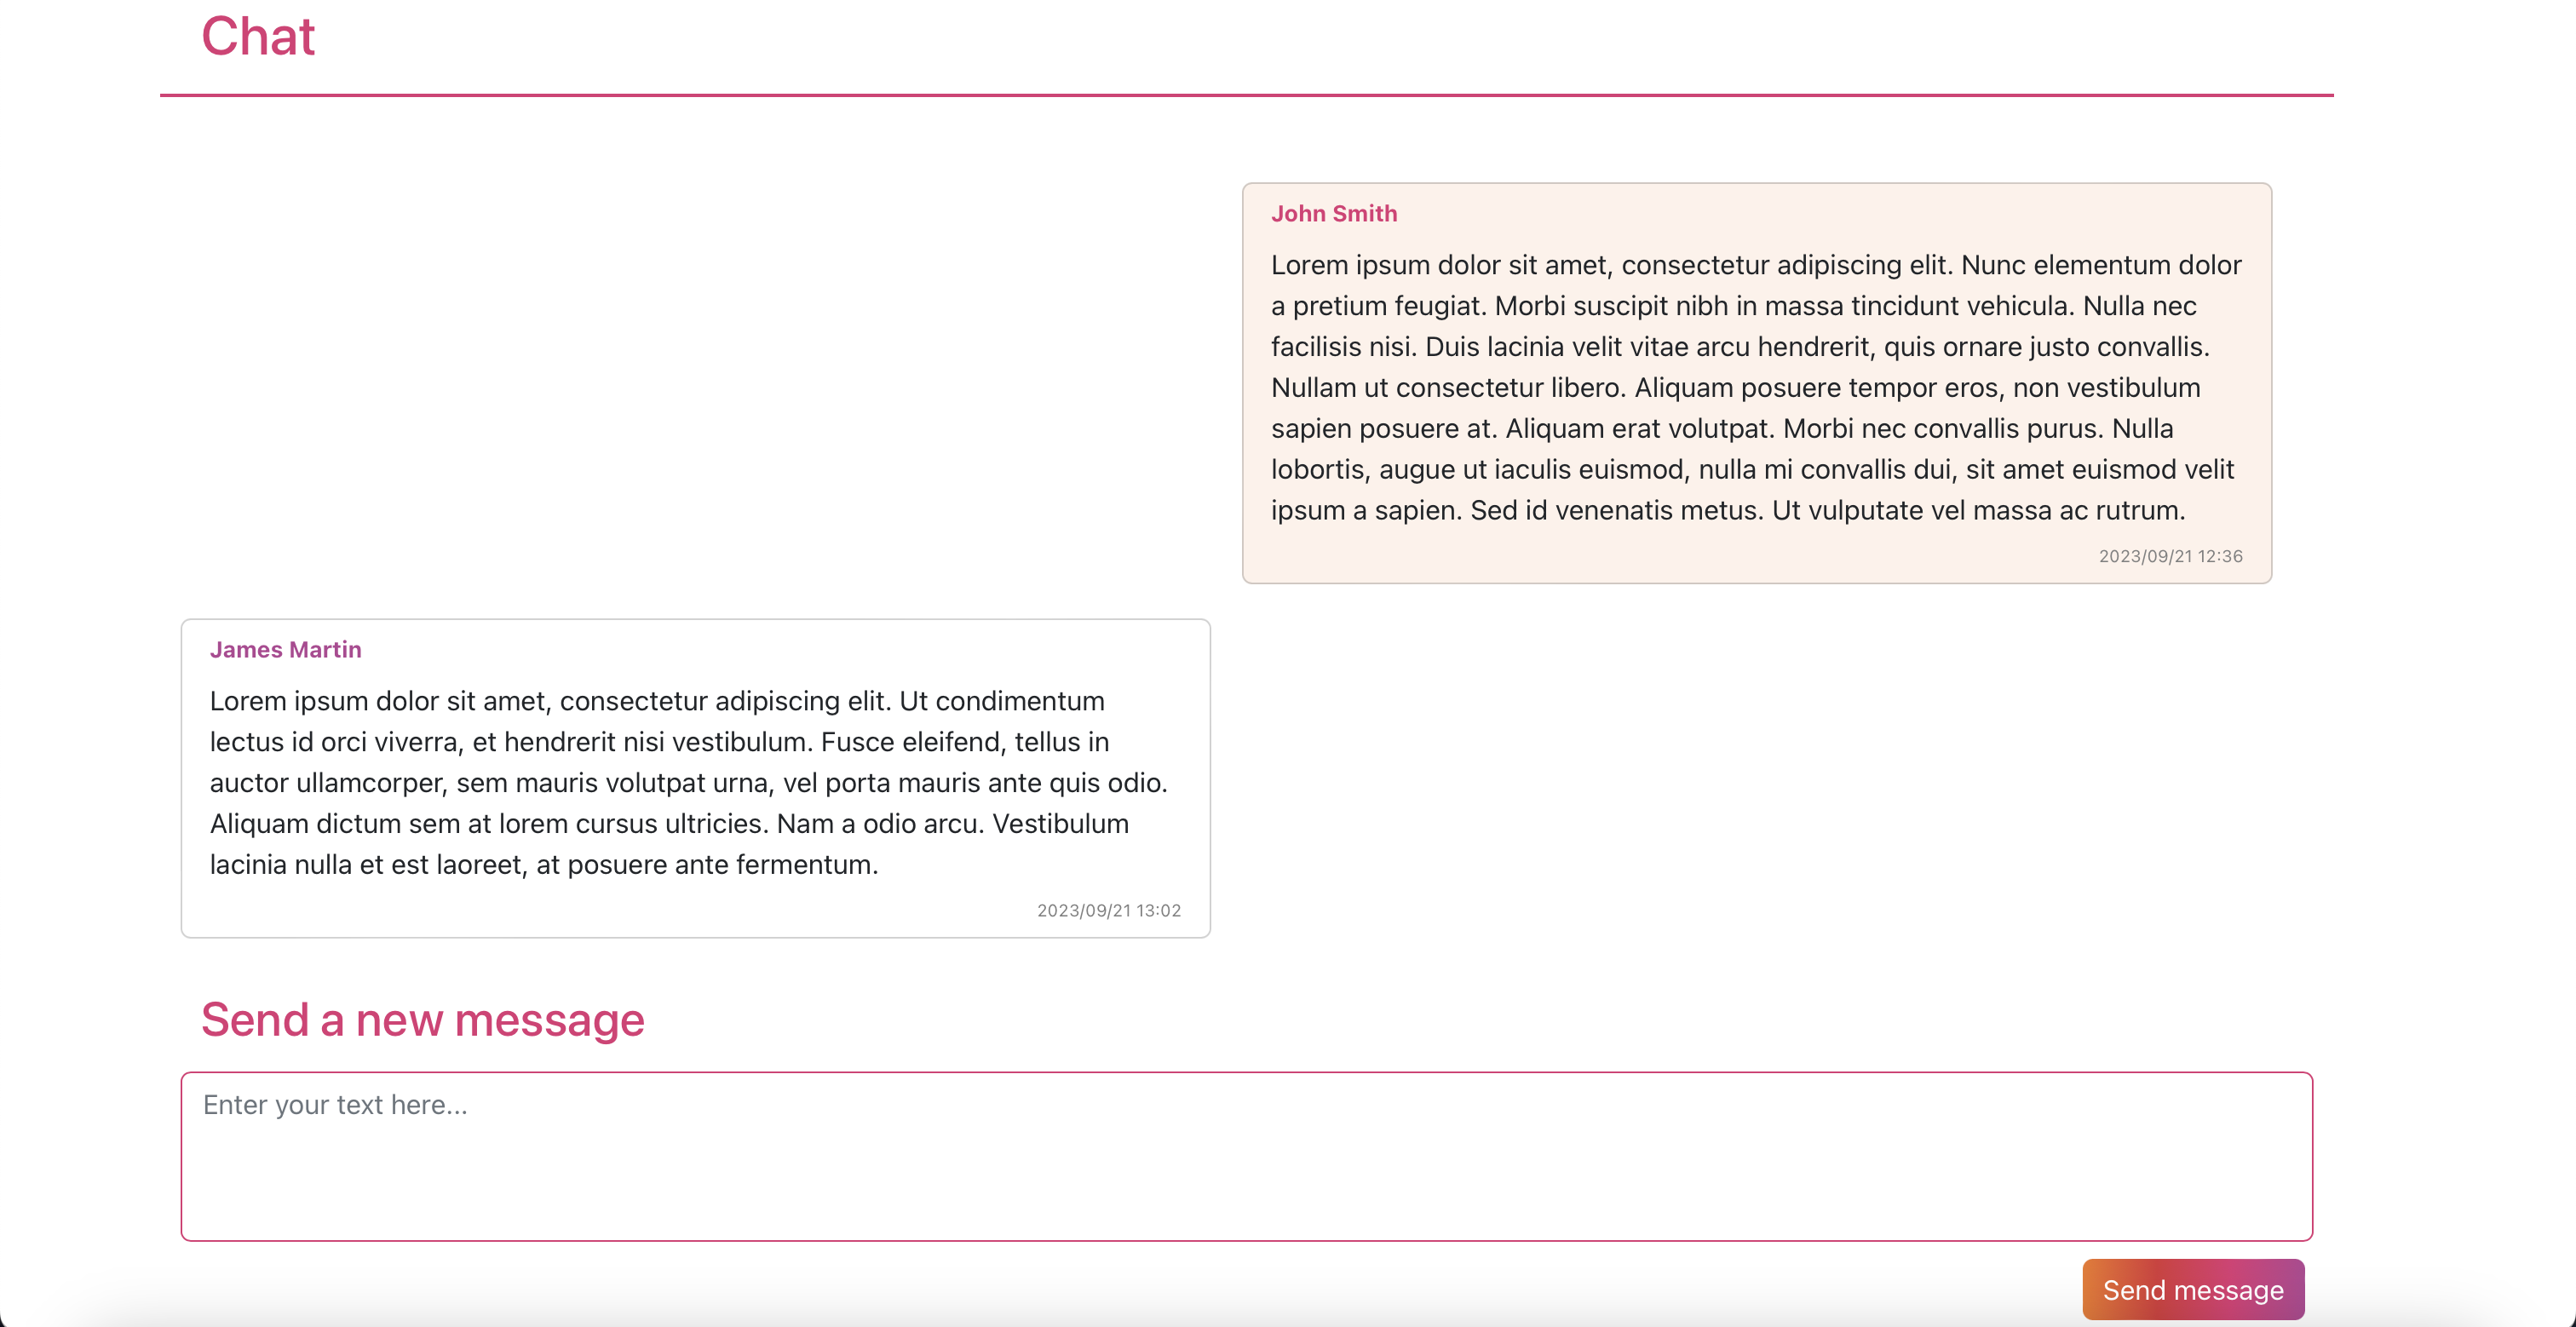 Chat
John Smith
Lorem ipsum dolor sit amet, consectetur adipiscing elit. Nunc elementum dolor
a pretium feugiat. Morbi suscipit nibh in massa tincidunt vehicula. Nulla nec
facilisis nisi. Duis lacinia velit vitae arcu hendrerit, quis ornare justo convallis.
Nullam ut consectetur libero. Aliquam posuere tempor eros, non vestibulum
sapien posuere at. Aliquam erat volutpat. Morbi nec convallis purus. Nulla
lobortis, augue ut iaculis euismod, nulla mi convallis dui, sit amet euismod velit
ipsum a sapien. Sed id venenatis metus. Ut vulputate vel massa ac rutrum.
2023/09/21 12:36
James Martin
Lorem ipsum dolor sit amet, consectetur adipiscing elit. Ut condimentum
lectus id orci viverra, et hendrerit nisi vestibulum. Fusce eleifend, tellus in
auctor ullamcorper, sem mauris volutpat urna, vel porta mauris ante quis odio.
Aliquam dictum sem at lorem cursus ultricies. Nam a odio arcu. Vestibulum
lacinia nulla et est laoreet, at posuere ante fermentum.
2023/09/21 13:02
Send a new message
Enter your text here...
Send message